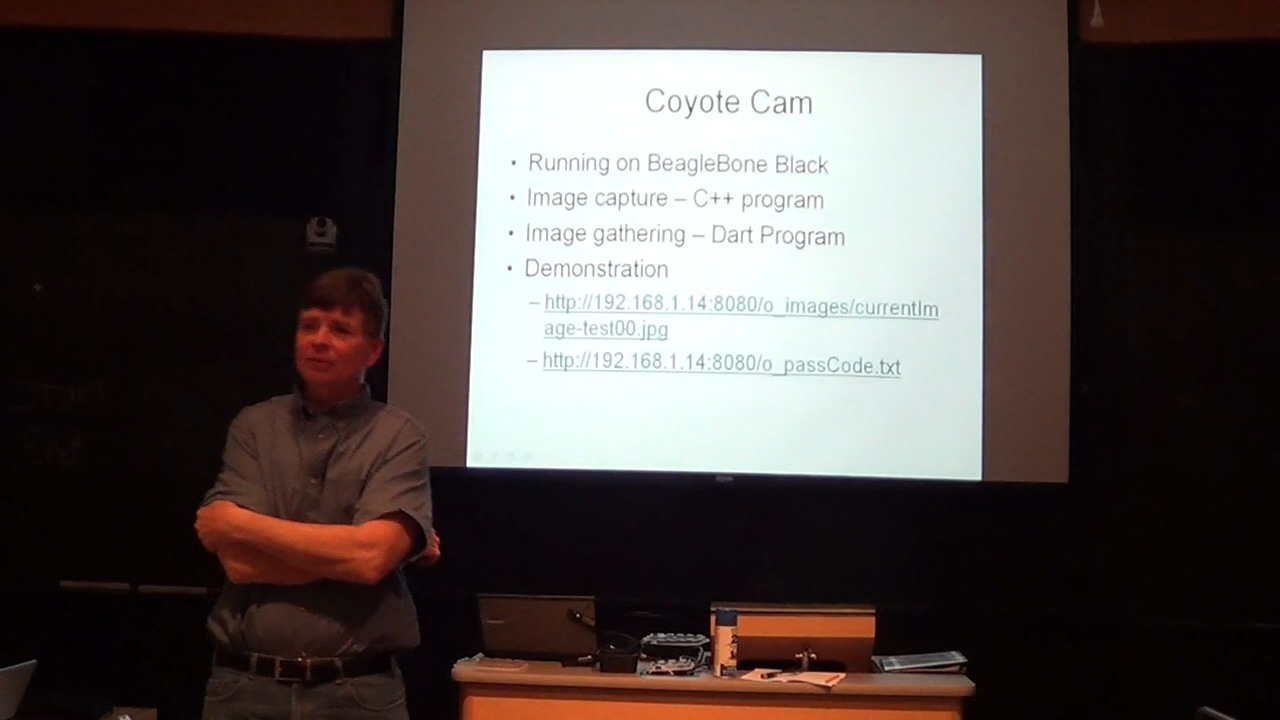 Coyote Cam
• Running on BeagleBone Black
• Image capture – C++ program
• Image gathering – Dart Program
• Demonstration
– http://192.168.1.14:8080/o_images/currentIm
age-test00.jpg
– http://192.168.1.14:8080/o_passCode.txt